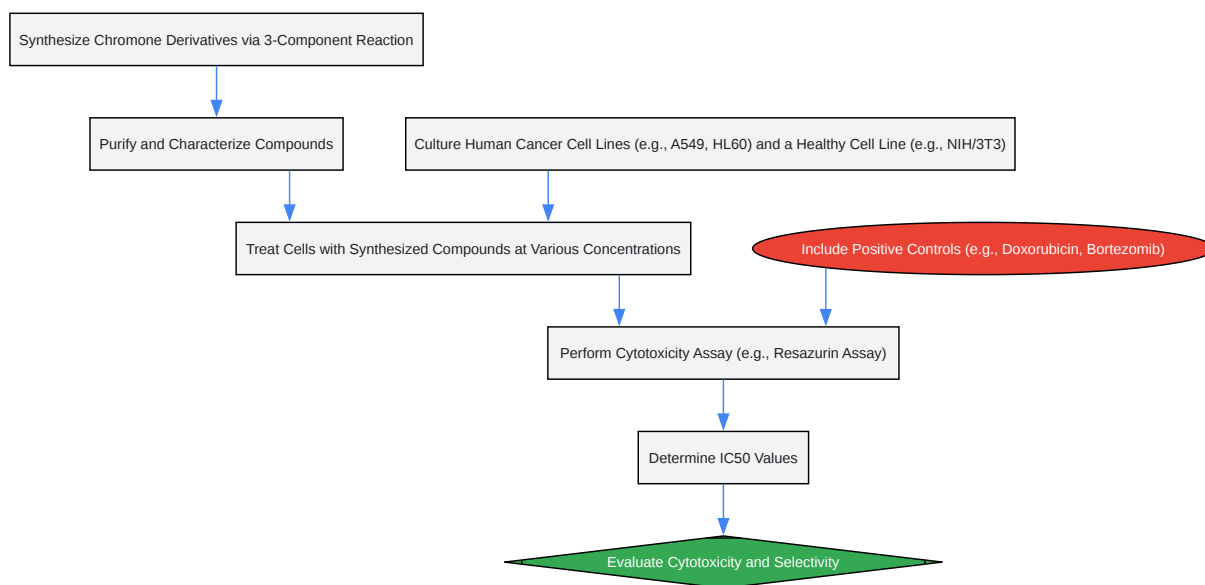 Synthesize Chromone Derivatives via 3-Component Reaction
Purify and Characterize Compounds
Culture Human Cancer Cell Lines (e.g., A549, HL60) and a Healthy Cell Line (e.g., NIH/3T3)
Treat Cells with Synthesized Compounds at Various Concentrations
Include Positive Controls (e.g., Doxorubicin, Bortezomib)
Perform Cytotoxicity Assay (e.g., Resazurin Assay)
Determine IC50 Values
Evaluate Cytotoxicity and Selectivity